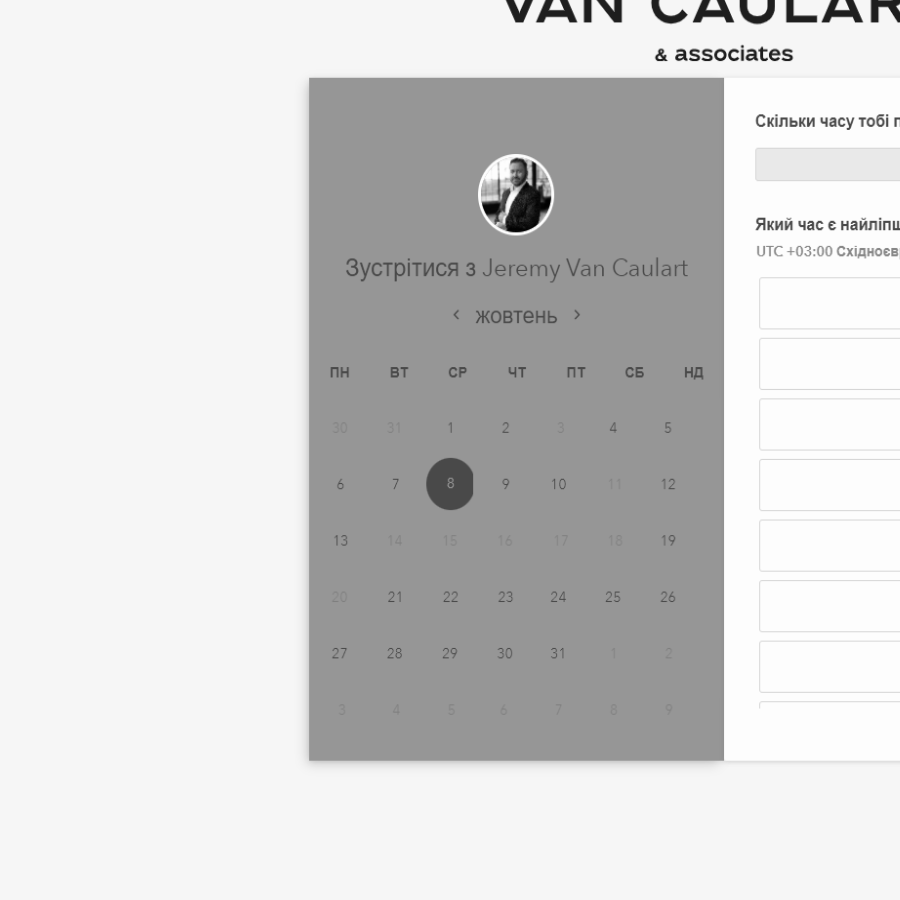 VAN CAULAR
& associates
Зустрітися з Jeremy Van Caulart
‹ жовтень ›
ПН ВТ СР ЧТ ПТ СБ НД
30 31 1 2 3 4 5
6 7 8 9 10 11 12
13 14 15 16 17 18 19
20 21 22 23 24 25 26
27 28 29 30 31 1 2
3 4 5 6 7 8 9
Скільки часу тобі п
Який час є найліпш
UTC +03:00 Східноєв